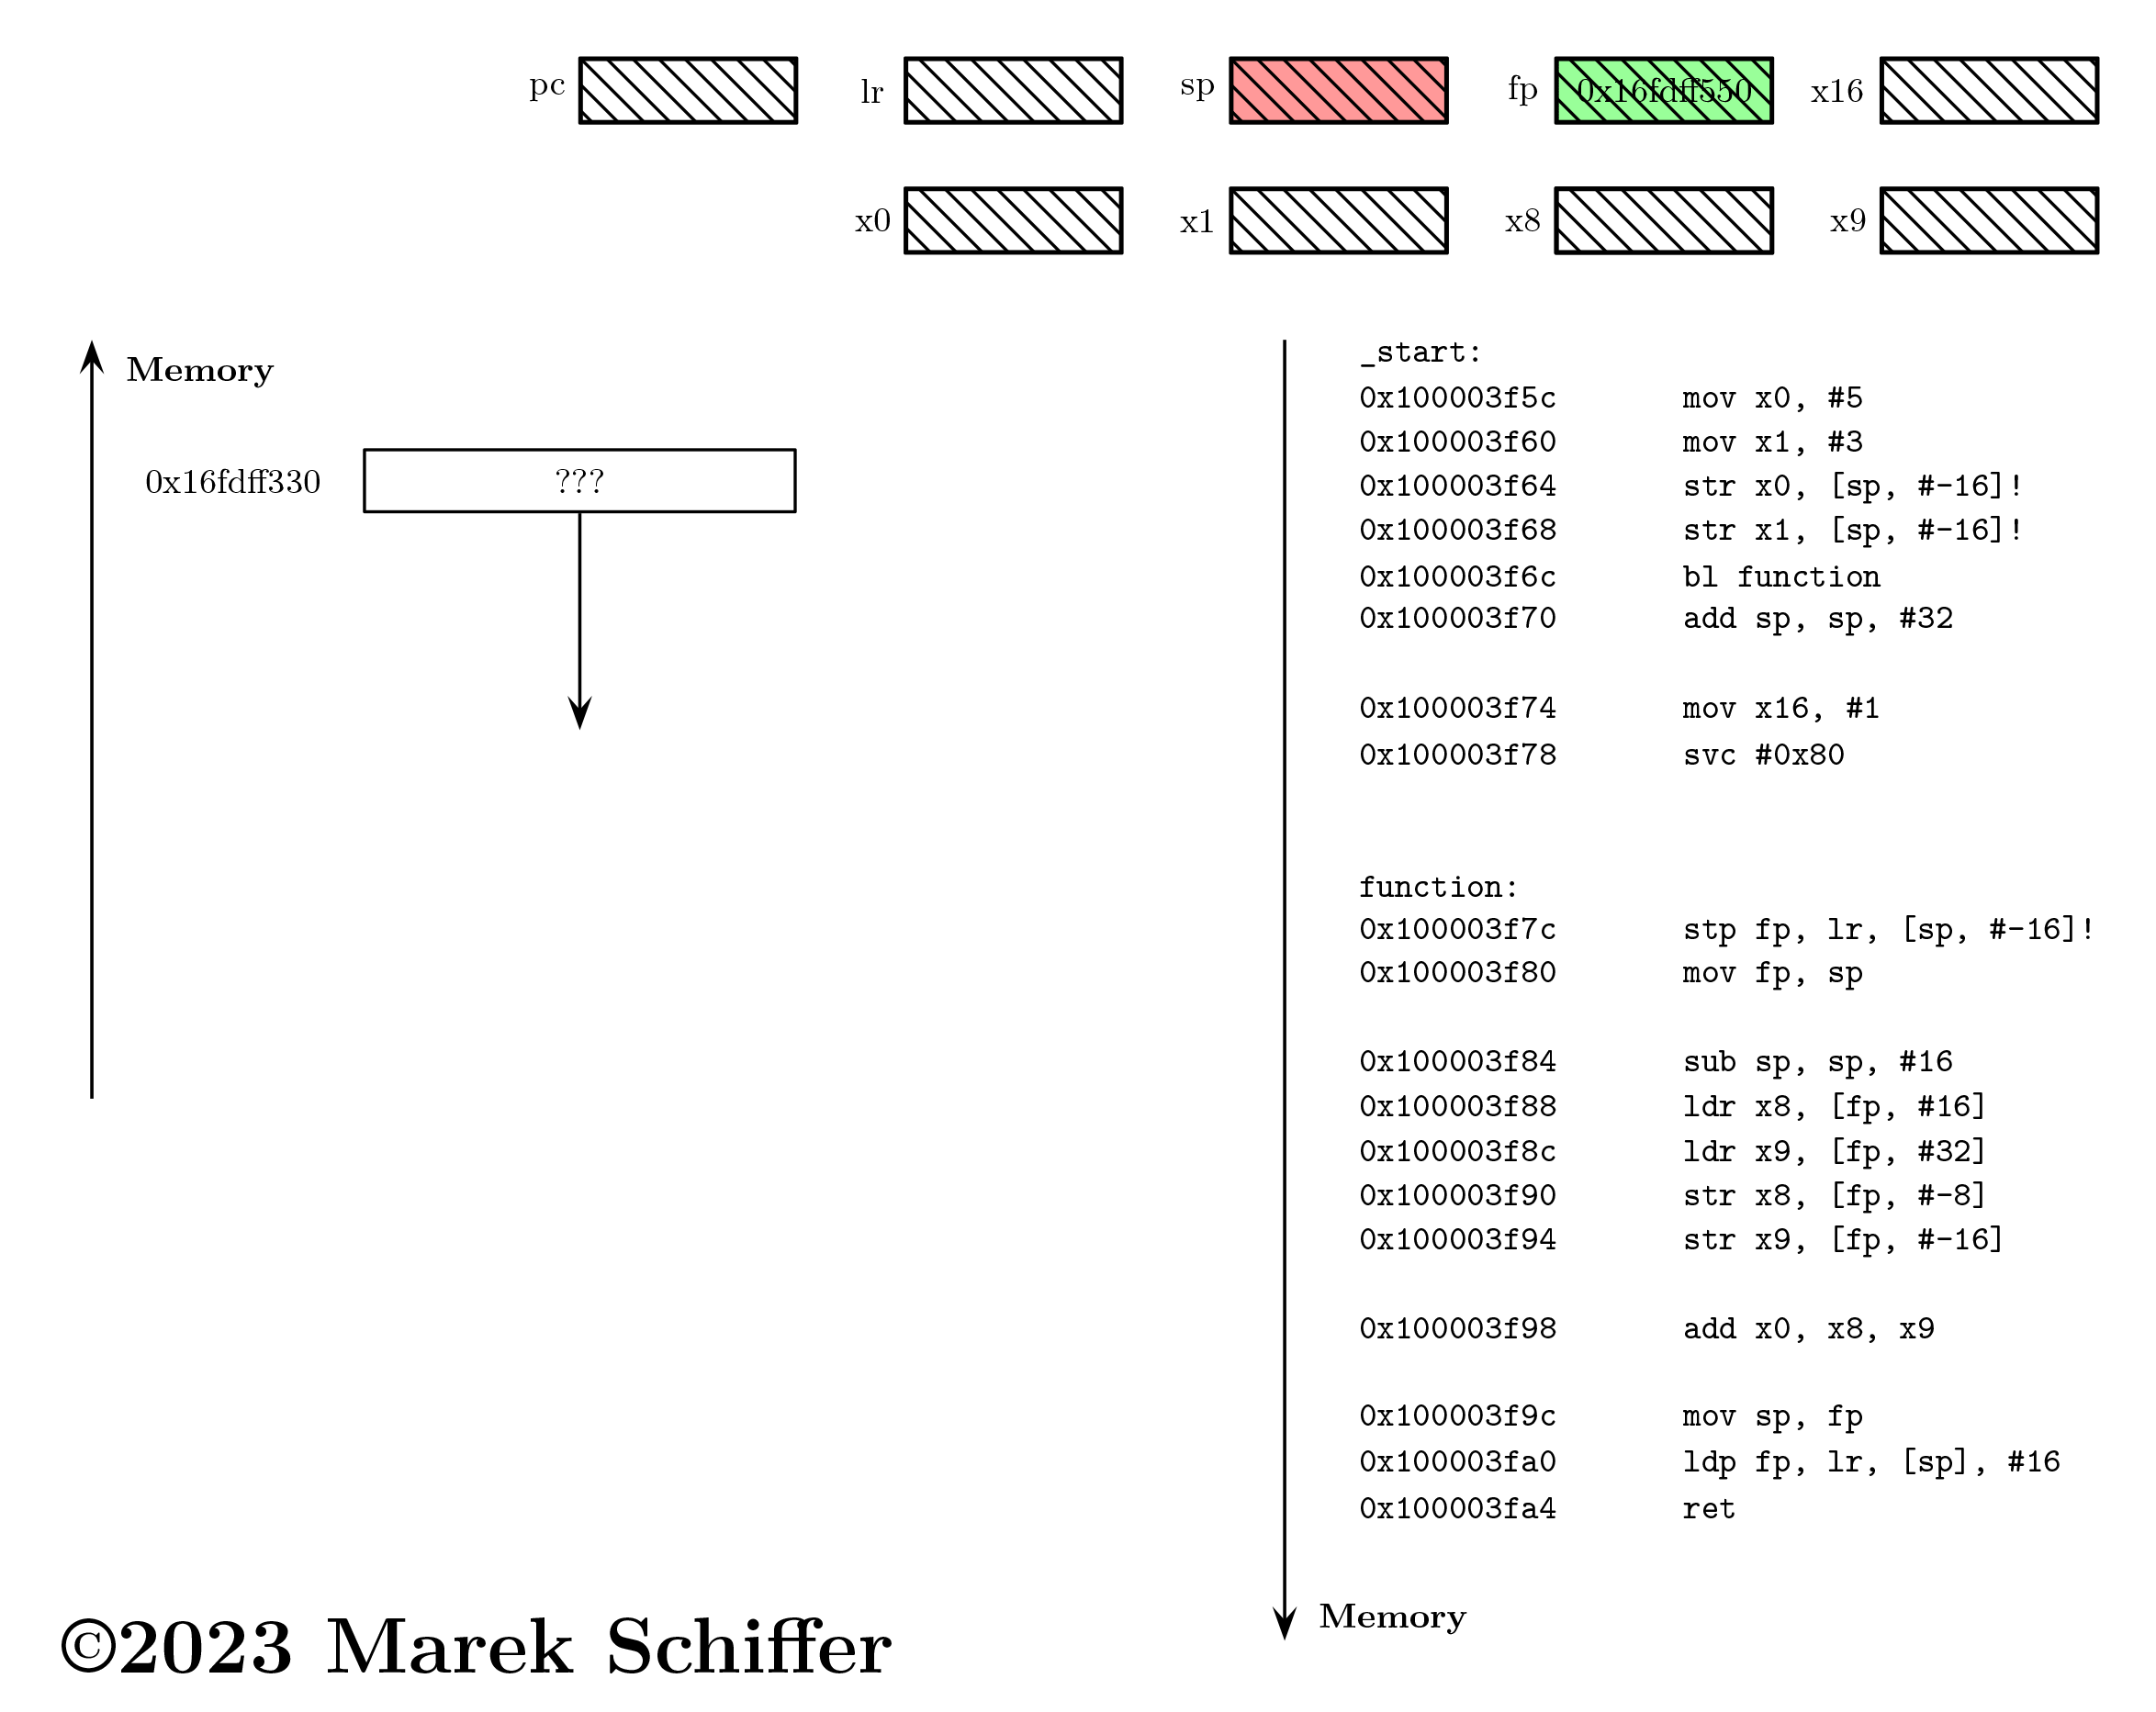 pc lr sp fp 0x16fdff550 x16
x0 x1 x8 x9
Memory
0x16fdff330 ???
_start:
0x100003f5c mov x0, #5
0x100003f60 mov x1, #3
0x100003f64 str x0, [sp, #-16]!
0x100003f68 str x1, [sp, #-16]!
0x100003f6c bl function
0x100003f70 add sp, sp, #32
0x100003f74 mov x16, #1
0x100003f78 svc #0x80
function:
0x100003f7c stp fp, lr, [sp, #-16]!
0x100003f80 mov fp, sp
0x100003f84 sub sp, sp, #16
0x100003f88 ldr x8, [fp, #16]
0x100003f8c ldr x9, [fp, #32]
0x100003f90 str x8, [fp, #-8]
0x100003f94 str x9, [fp, #-16]
0x100003f98 add x0, x8, x9
0x100003f9c mov sp, fp
0x100003fa0 ldp fp, lr, [sp], #16
0x100003fa4 ret
Memory
©2023 Marek Schiffer